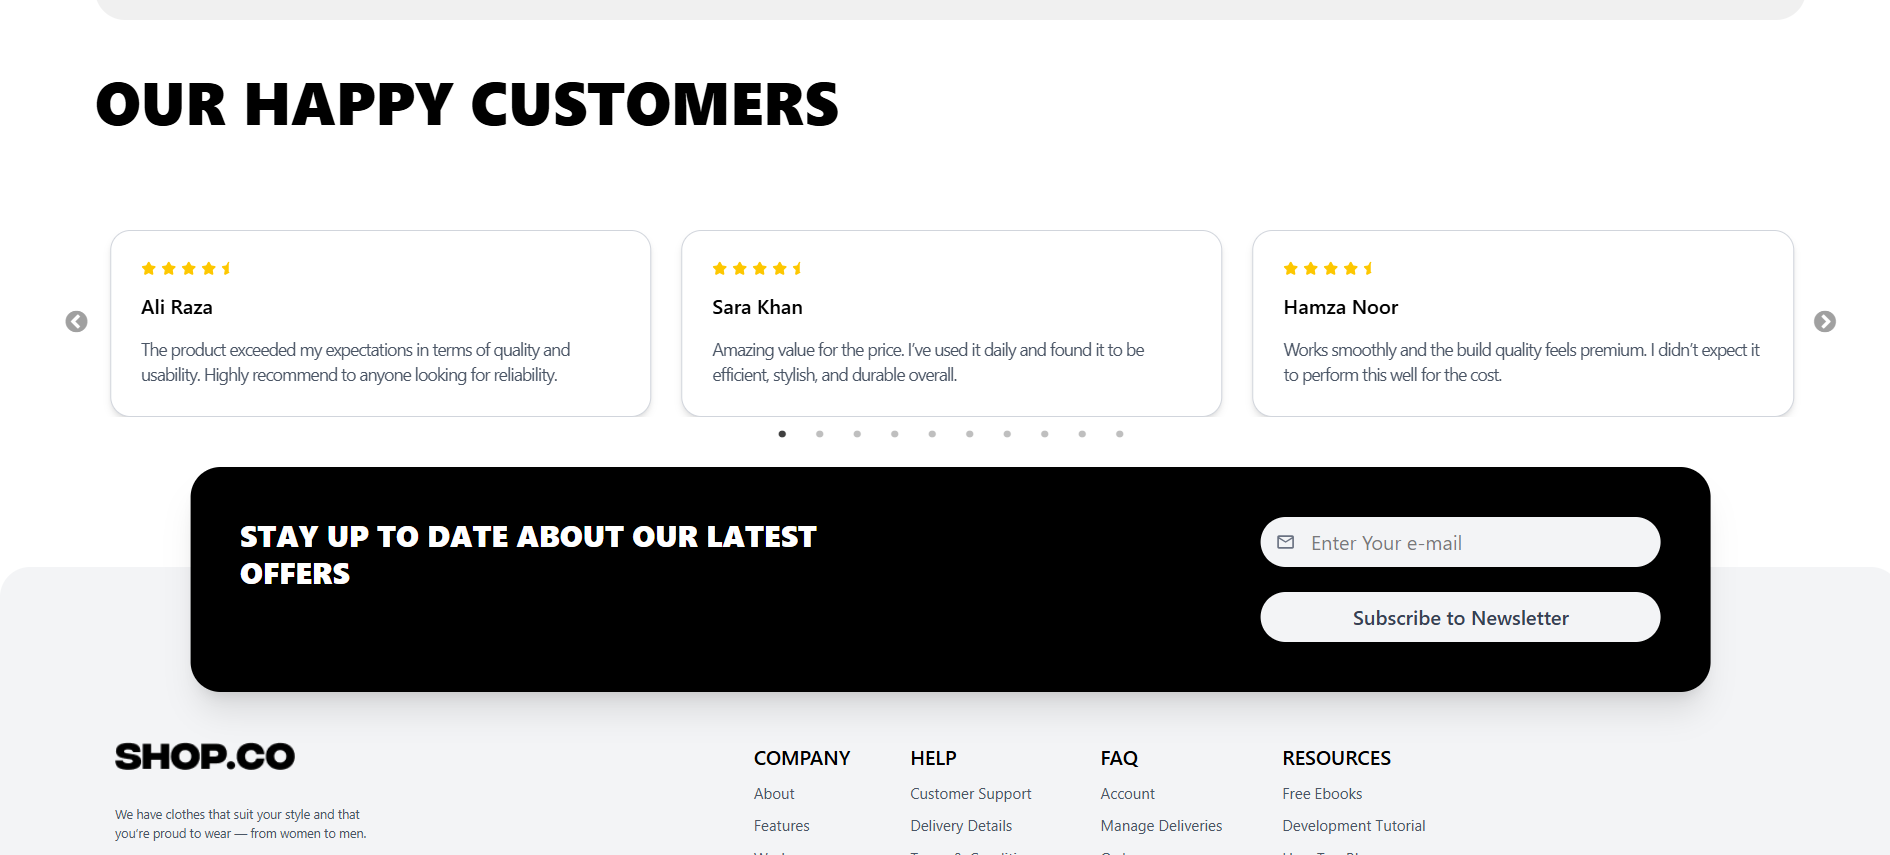 OUR HAPPY CUSTOMERS
Ali Raza
The product exceeded my expectations in terms of quality and
usability. Highly recommend to anyone looking for reliability.
Sara Khan
Amazing value for the price. I’ve used it daily and found it to be
efficient, stylish, and durable overall.
Hamza Noor
Works smoothly and the build quality feels premium. I didn’t expect it
to perform this well for the cost.
STAY UP TO DATE ABOUT OUR LATEST
OFFERS
Enter Your e-mail
Subscribe to Newsletter
SHOP.CO
We have clothes that suit your style and that
you’re proud to wear — from women to men.
COMPANY
About
Features
HELP
Customer Support
Delivery Details
FAQ
Account
Manage Deliveries
RESOURCES
Free Ebooks
Development Tutorial